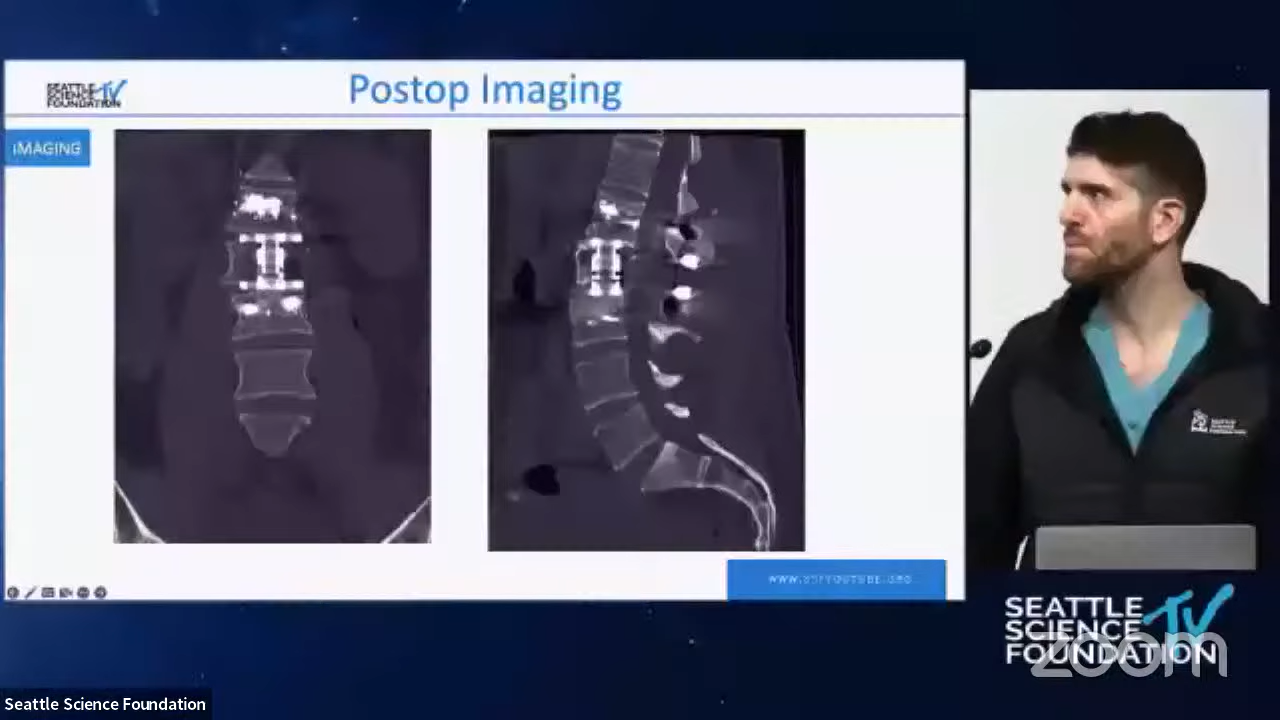 Postop Imaging
SEATTLE
SCIENCE TV
FOUNDATION
IMAGING
SEATTLE
SCIENCE TV
FOUNDATION
zoom
Seattle Science Foundation